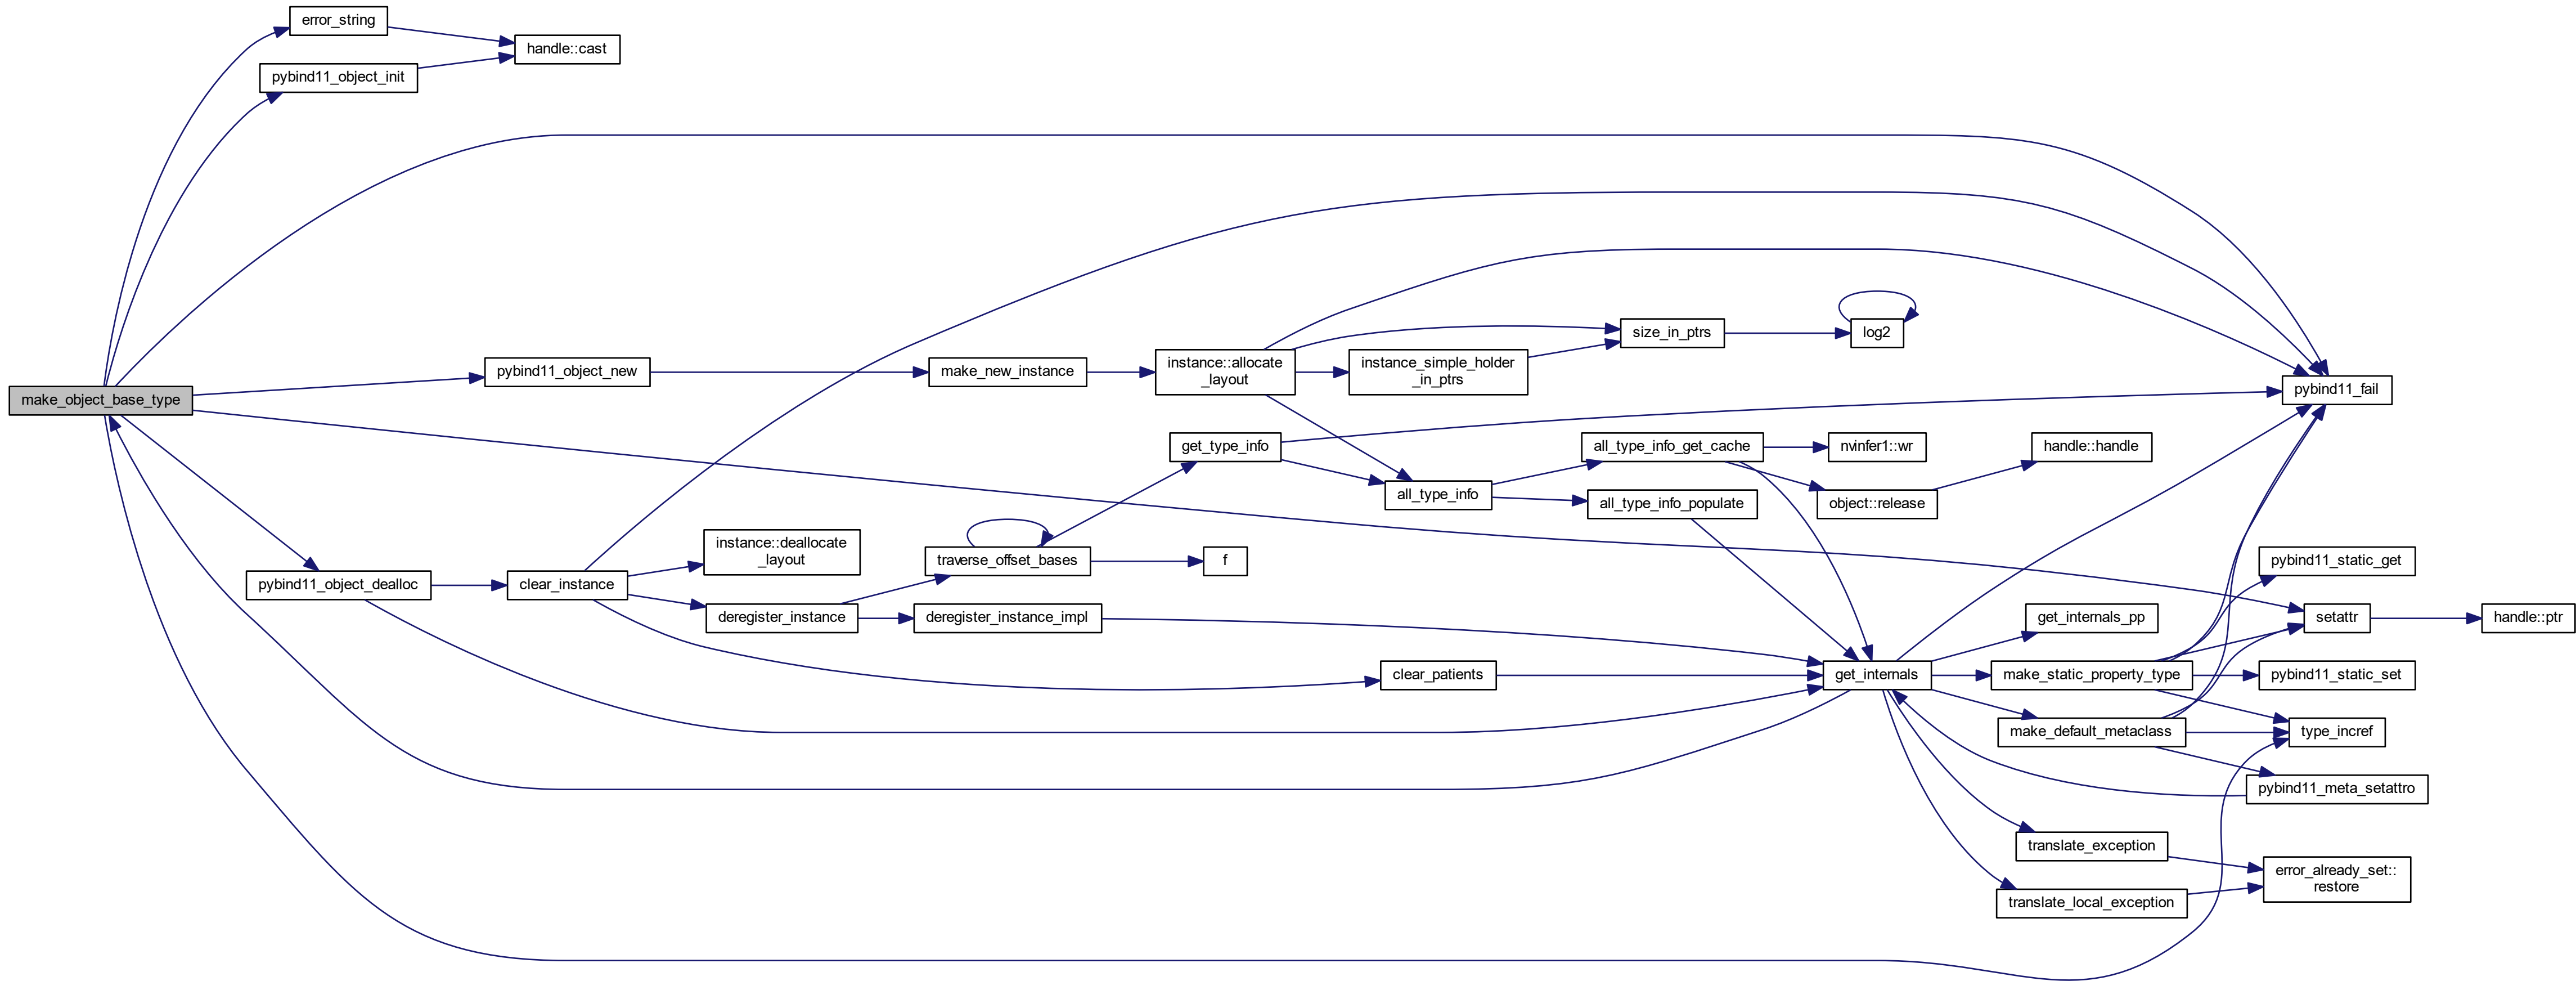 error_string
handle::cast
pybind11_object_init
make_object_base_type
pybind11_object_new
make_new_instance
instance::allocate
_layout
instance_simple_holder
_in_ptrs
size_in_ptrs
log2
pybind11_fail
get_type_info
all_type_info_get_cache
nvinfer1::wr
handle::handle
all_type_info
all_type_info_populate
object::release
instance::deallocate
_layout
traverse_offset_bases
f
pybind11_static_get
pybind11_object_dealloc
clear_instance
deregister_instance
deregister_instance_impl
get_internals_pp
setattr
handle::ptr
clear_patients
get_internals
make_static_property_type
pybind11_static_set
make_default_metaclass
type_incref
pybind11_meta_setattro
translate_exception
error_already_set::
restore
translate_local_exception